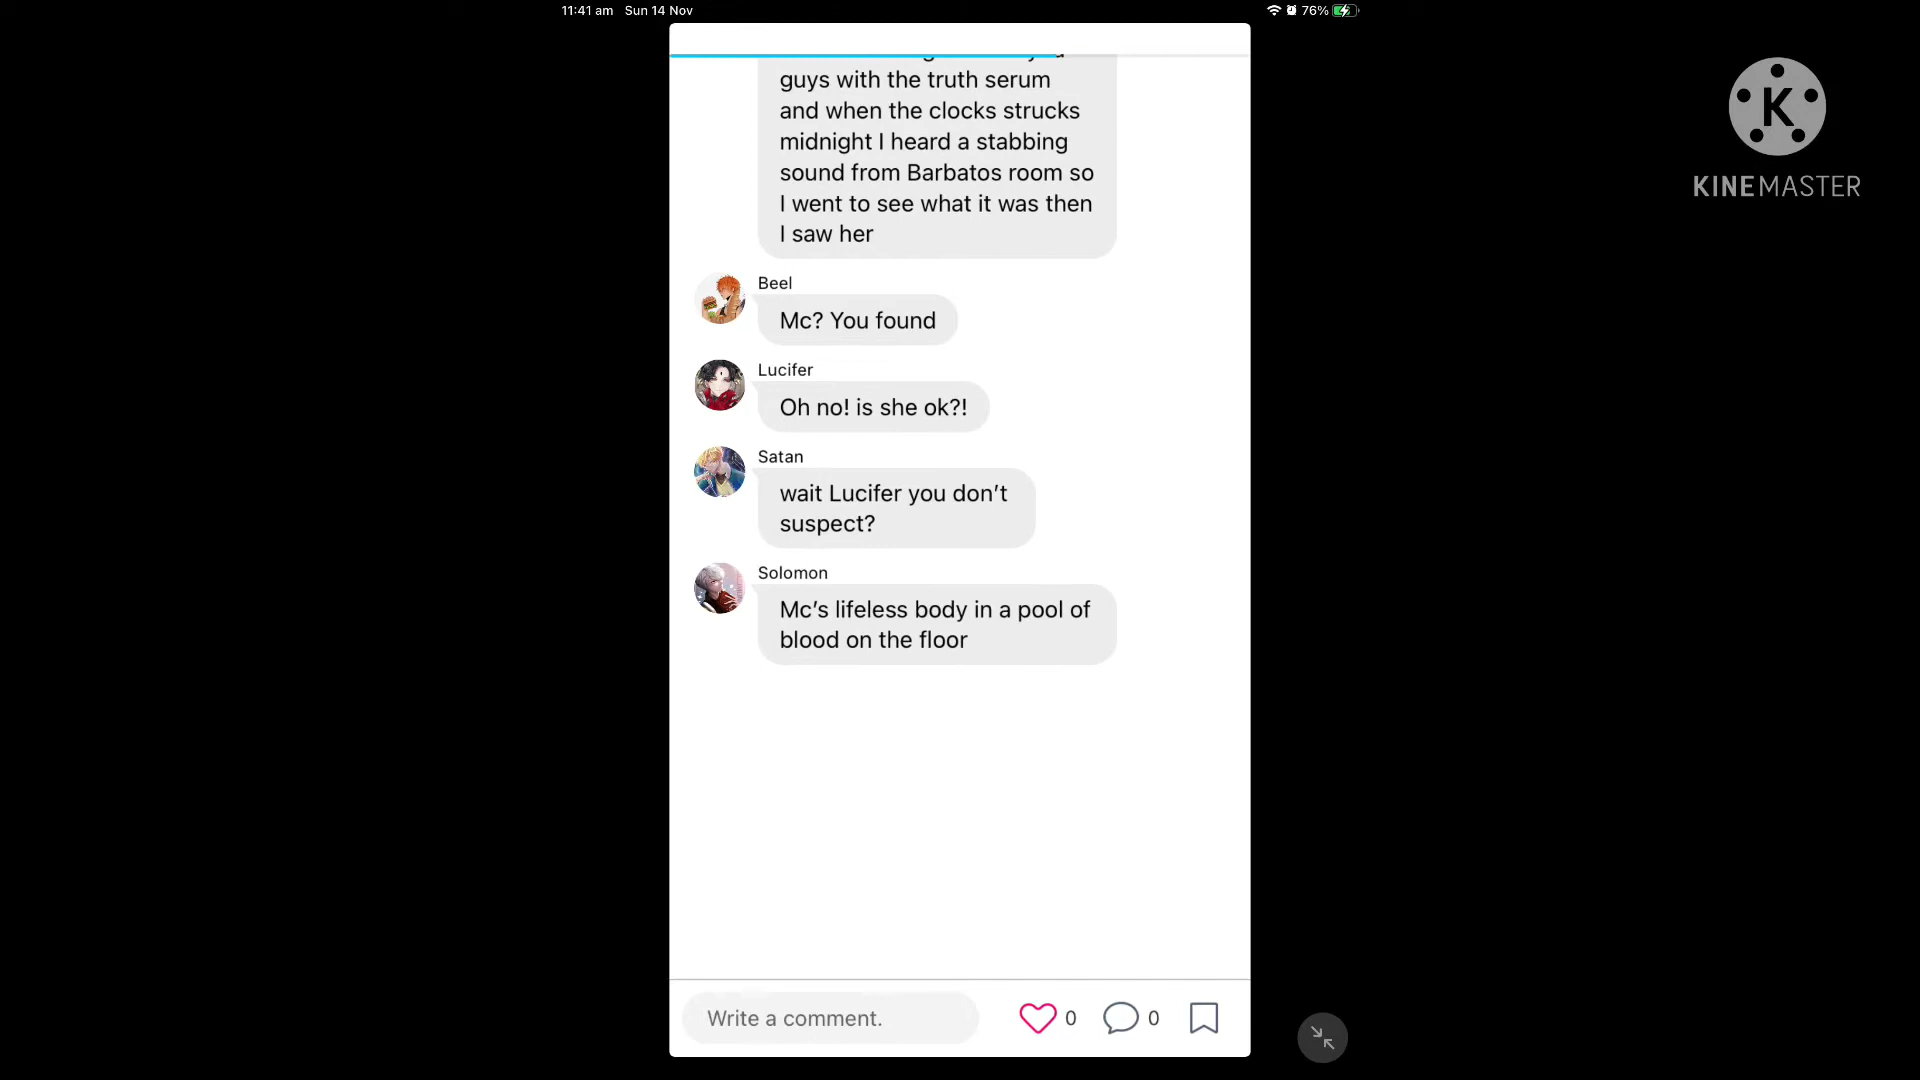 11:41 am Sun 14 Nov
76%
guys with the truth serum
and when the clocks strucks
midnight I heard a stabbing
sound from Barbatos room so
I went to see what it was then
I saw her
Beel
Mc? You found
Lucifer
Oh no! is she ok?!
Satan
wait Lucifer you don’t
suspect?
Solomon
Mc’s lifeless body in a pool of
blood on the floor
Write a comment.
0
0
K
KINEMASTER